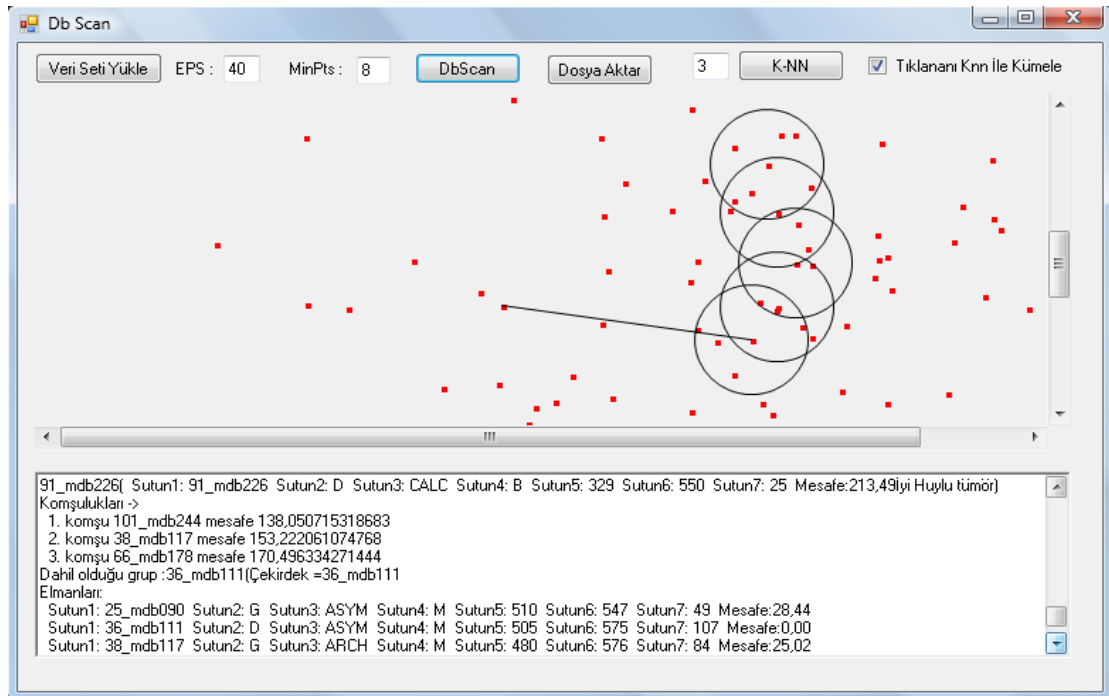 Db Scan
Veri Seti Yükle EPS : 40 MinPts : 8 DbScan Dosya Aktar 3 K-NN Tıklananı Knn İle Kümele
91_mdb226( Sutun1: 91_mdb226 Sutun2: D Sutun3: CALC Sutun4: B Sutun5: 329 Sutun6: 550 Sutun7: 25 Mesafe:213,49İyi Huylu tümör)
Komşulukları ->
1. komşu 101_mdb244 mesafe 138,050715318683
2. komşu 38_mdb117 mesafe 153,222061074768
3. komşu 66_mdb178 mesafe 170,496334271444
Dahil olduğu grup :36_mdb111(Çekirdek =36_mdb111
Elmanları:
Sutun1: 25_mdb090 Sutun2: G Sutun3: ASYM Sutun4: M Sutun5: 510 Sutun6: 547 Sutun7: 49 Mesafe:28,44
Sutun1: 36_mdb111 Sutun2: D Sutun3: ASYM Sutun4: M Sutun5: 505 Sutun6: 575 Sutun7: 107 Mesafe:0,00
Sutun1: 38_mdb117 Sutun2: G Sutun3: ARCH Sutun4: M Sutun5: 480 Sutun6: 576 Sutun7: 84 Mesafe:25,02